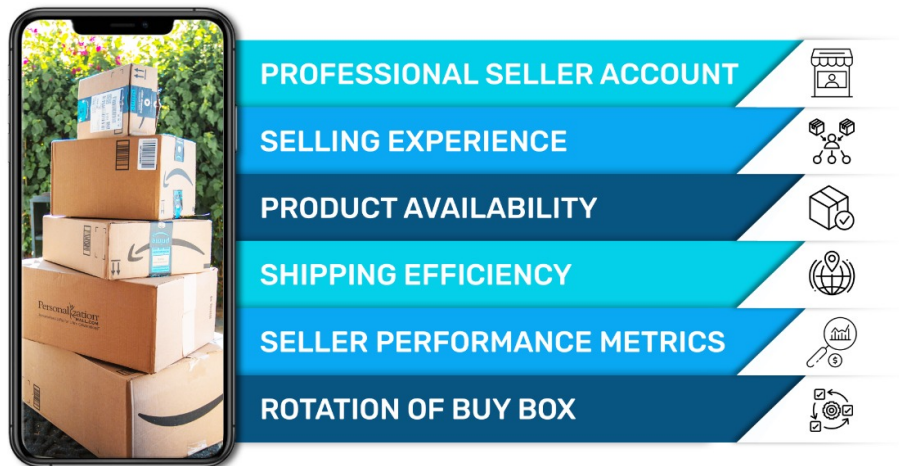 PROFESSIONAL SELLER ACCOUNT
SELLING EXPERIENCE
PRODUCT AVAILABILITY
SHIPPING EFFICIENCY
SELLER PERFORMANCE METRICS
ROTATION OF BUY BOX
Personalization